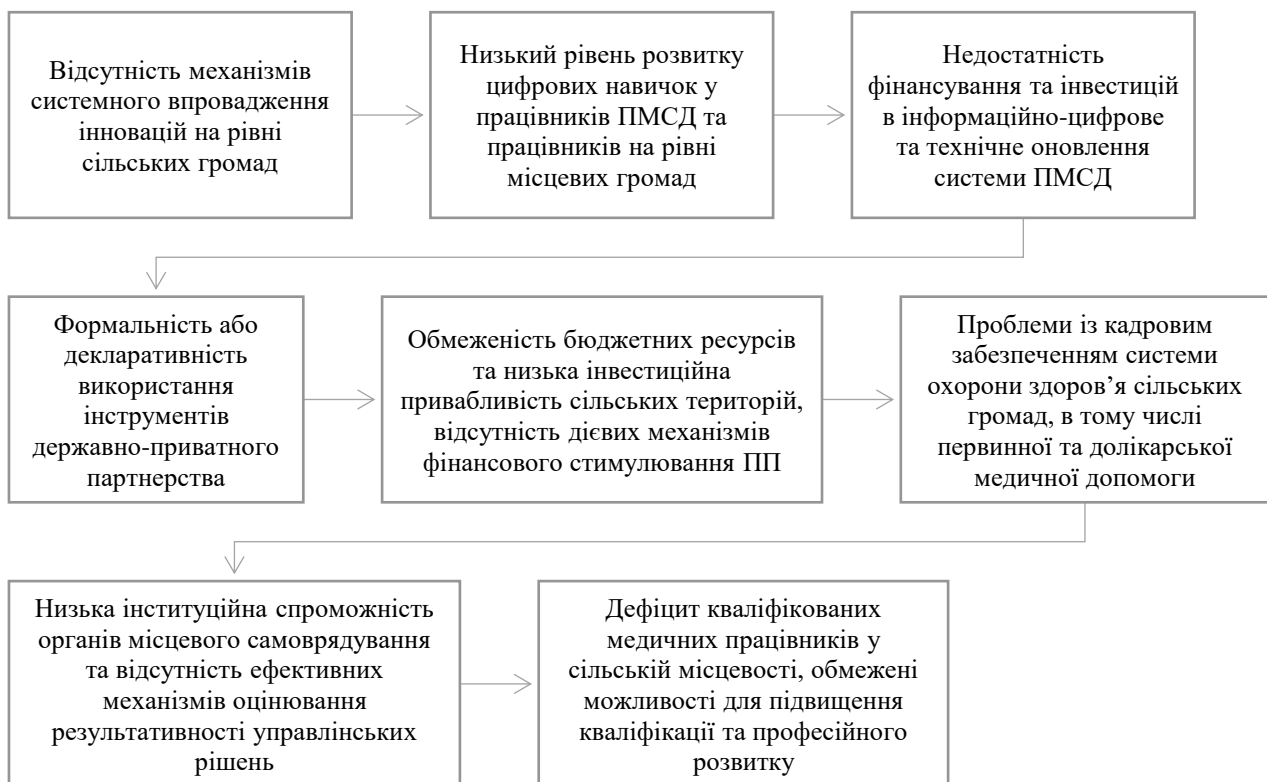 Відсутність механізмів
системного впровадження
інновацій на рівні
сільських громад
Низький рівень розвитку
цифрових навичок у
працівників ПМСД та
працівників на рівні
місцевих громад
Недостатність
фінансування та інвестицій
в інформаційно-цифрове
та технічне оновлення
системи ПМСД
Формальність або
декларативність
використання
інструментів
державно-приватного
партнерства
Обмеженість бюджетних ресурсів
та низька інвестиційна
привабливість сільських територій,
відсутність дієвих механізмів
фінансового стимулювання ПП
Проблеми із кадровим
забезпеченням системи
охорони здоров’я сільських
громад, в тому числі
первинної та долікарської
медичної допомоги
Низька інституційна спроможність
органів місцевого самоврядування
та відсутність ефективних
механізмів оцінювання
результативності управлінських
рішень
Дефіцит кваліфікованих
медичних працівників у
сільській місцевості, обмежені
можливості для підвищення
кваліфікації та професійного
розвитку